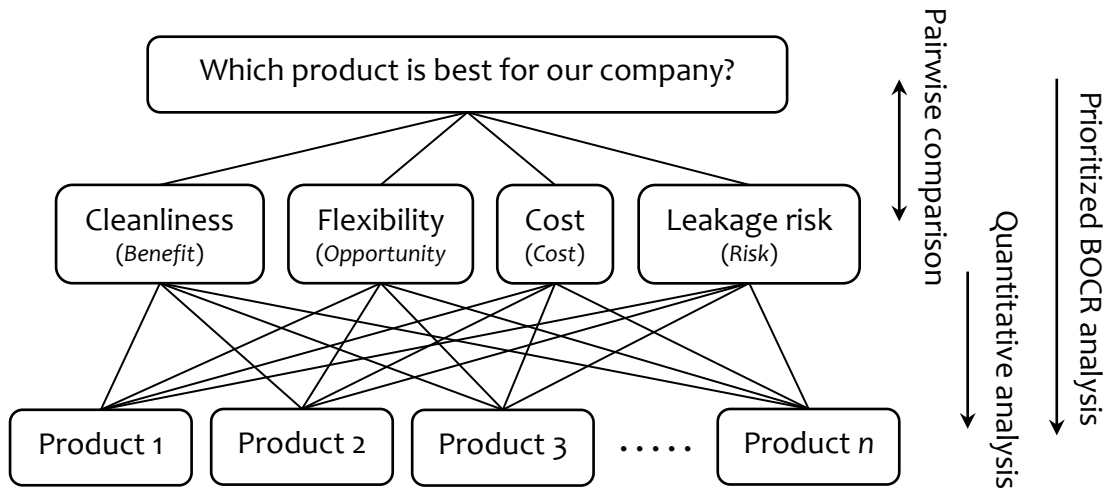 Which product is best for our company?
Cleanliness
(Benefit)
Flexibility
(Opportunity
Cost
(Cost)
Leakage risk
(Risk)
Product 1
Product 2
Product 3
.....
Product n
Pairwise comparison
Quantitative analysis
Prioritized BOCR analysis